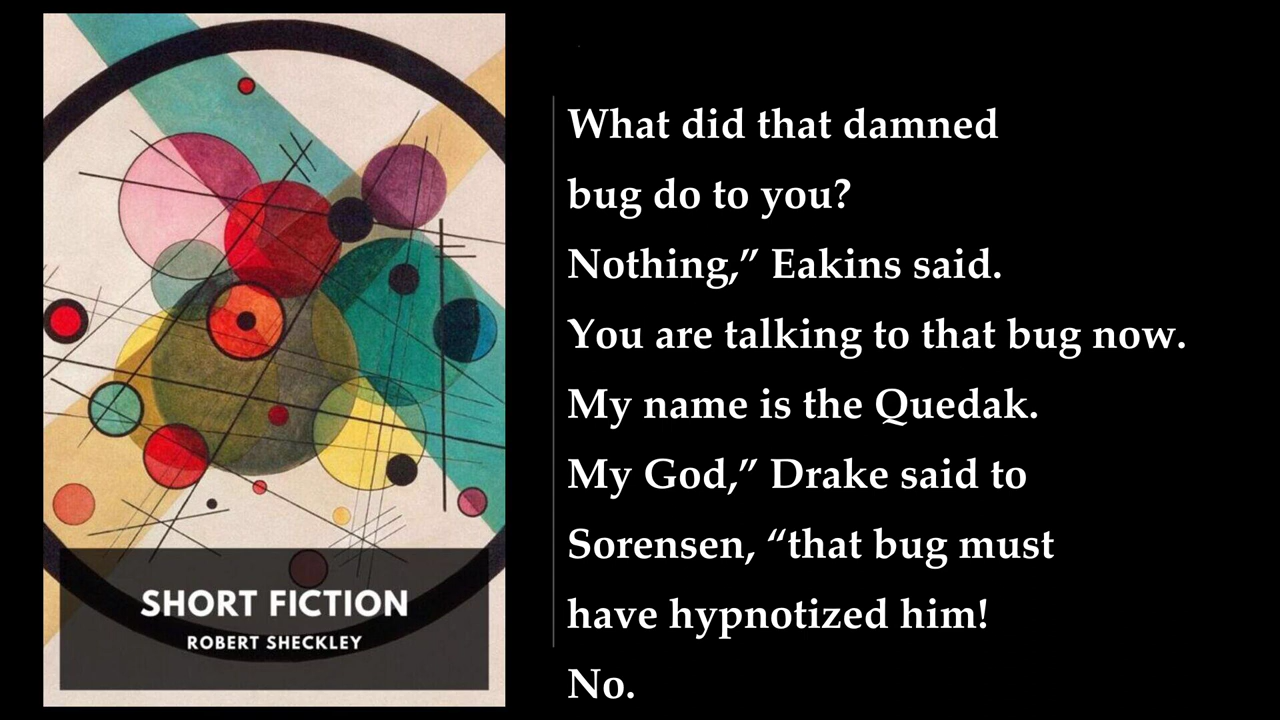 SHORT FICTION
ROBERT SHECKLEY
What did that damned
bug do to you?
Nothing,” Eakins said.
You are talking to that bug now.
My name is the Quedak.
My God,” Drake said to
Sorensen, “that bug must
have hypnotized him!
No.